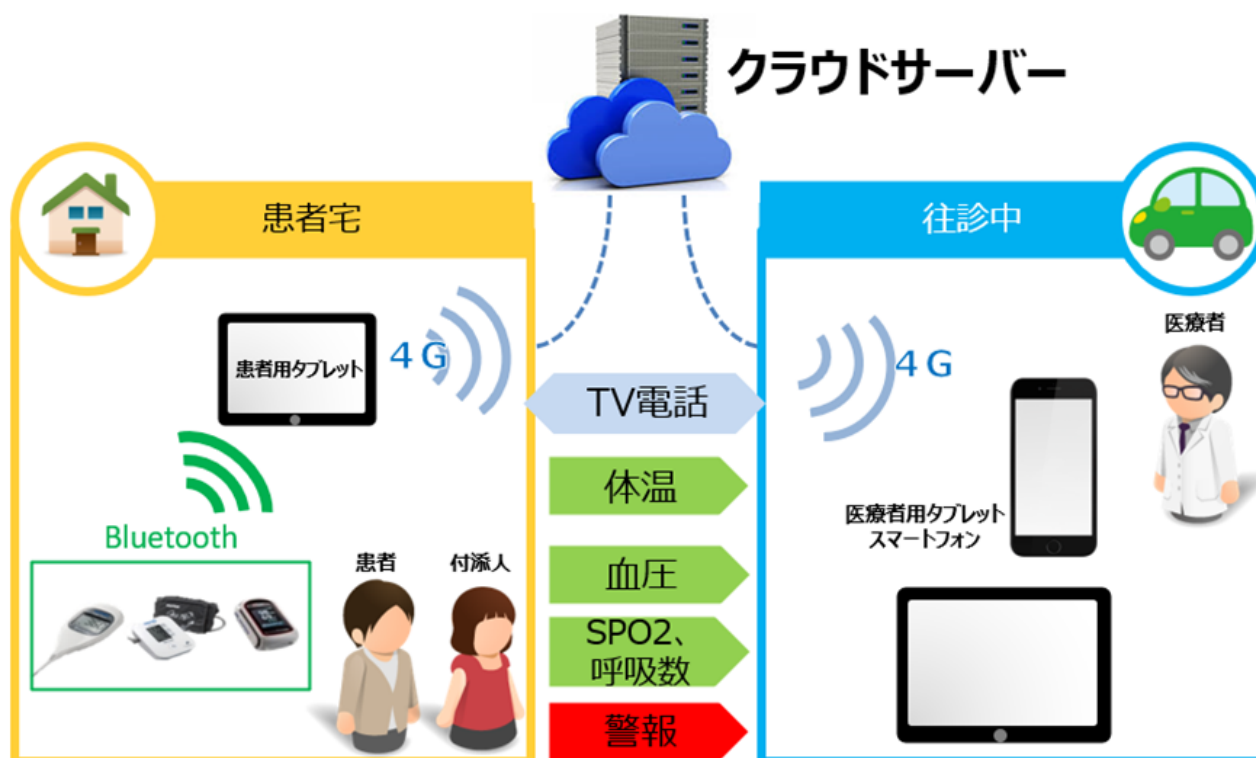 クラウドサーバー
患者宅
往診中
患者用タブレット
4G
Bluetooth
患者
付添人
TV電話
体温
血圧
SPO2、
呼吸数
警報
4G
医療者
医療者用タブレット
スマートフォン